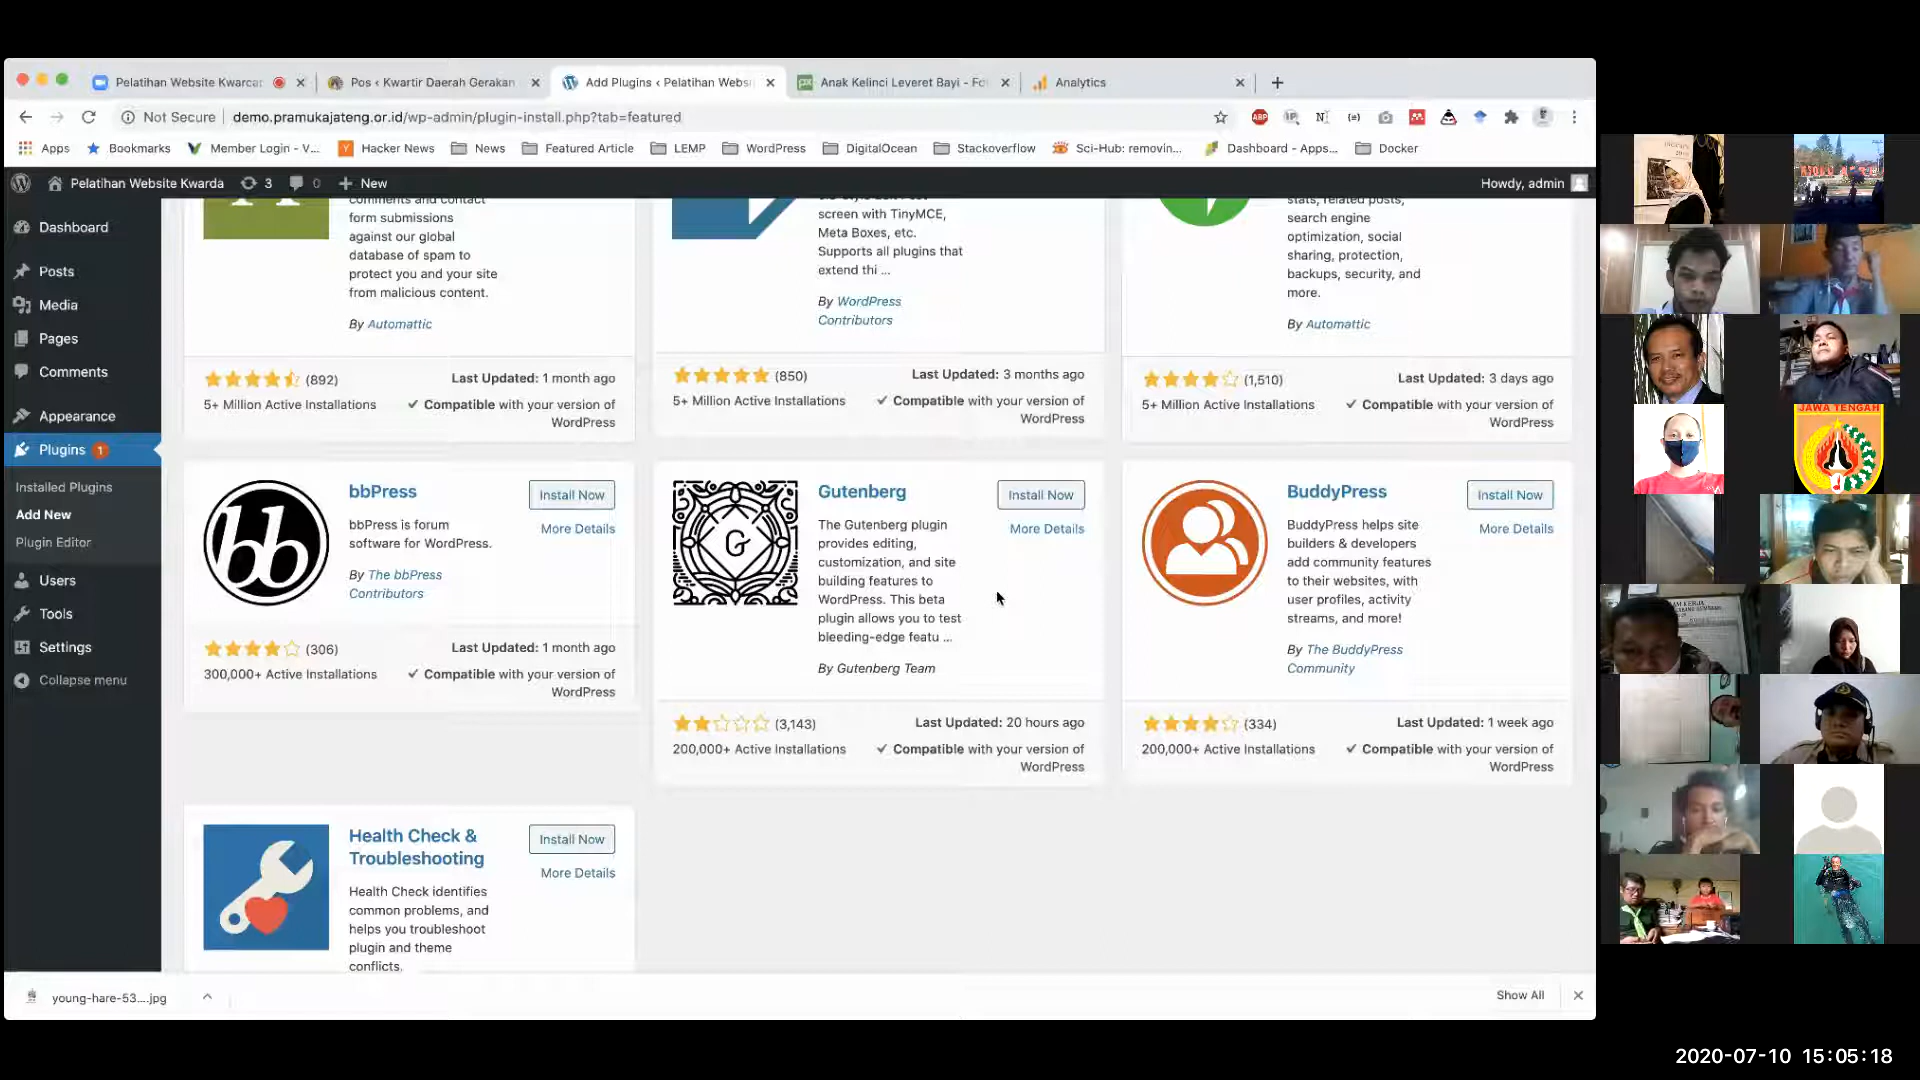 Pelatihan Website Kwarcar
Pos ‹ Kwartir Daerah Gerakan
Add Plugins ‹ Pelatihan Webs
Anak Kelinci Leveret Bayi - Fo
Analytics
Not Secure
demo.pramukajateng.or.id/wp-admin/plugin-install.php?tab=featured
Apps
Bookmarks
Member Login - V...
Hacker News
News
Featured Article
LEMP
WordPress
DigitalOcean
Stackoverflow
Sci-Hub: removin...
Dashboard - Apps...
Docker
Pelatihan Website Kwarda
3
0
New
Howdy, admin
Dashboard
Posts
Media
Pages
Comments
Appearance
Plugins 1
Installed Plugins
Add New
Plugin Editor
Users
Tools
Settings
Collapse menu
comments and contact
form submissions
against our global
database of spam to
protect you and your site
from malicious content.
By Automattic
(892)
Last Updated: 1 month ago
5+ Million Active Installations
Compatible with your version of
WordPress
screen with TinyMCE,
Meta Boxes, etc.
Supports all plugins that
extend thi ...
By WordPress
Contributors
(850)
Last Updated: 3 months ago
5+ Million Active Installations
Compatible with your version of
WordPress
stats, related posts,
search engine
optimization, social
sharing, protection,
backups, security, and
more.
By Automattic
(1,510)
Last Updated: 3 days ago
5+ Million Active Installations
Compatible with your version of
WordPress
bb
bbPress
Install Now
More Details
bbPress is forum
software for WordPress.
By The bbPress
Contributors
(306)
Last Updated: 1 month ago
300,000+ Active Installations
Compatible with your version of
WordPress
G
Gutenberg
Install Now
More Details
The Gutenberg plugin
provides editing,
customization, and site
building features to
WordPress. This beta
plugin allows you to test
bleeding-edge featu ...
By Gutenberg Team
(3,143)
Last Updated: 20 hours ago
200,000+ Active Installations
Compatible with your version of
WordPress
BuddyPress
Install Now
More Details
BuddyPress helps site
builders & developers
add community features
to their websites, with
user profiles, activity
streams, and more!
By The BuddyPress
Community
(334)
Last Updated: 1 week ago
200,000+ Active Installations
Compatible with your version of
WordPress
Health Check &
Troubleshooting
Install Now
More Details
Health Check identifies
common problems, and
helps you troubleshoot
plugin and theme
conflicts.
young-hare-53....jpg
Show All
JAWA TENGAH
2020-07-10 15:05:18